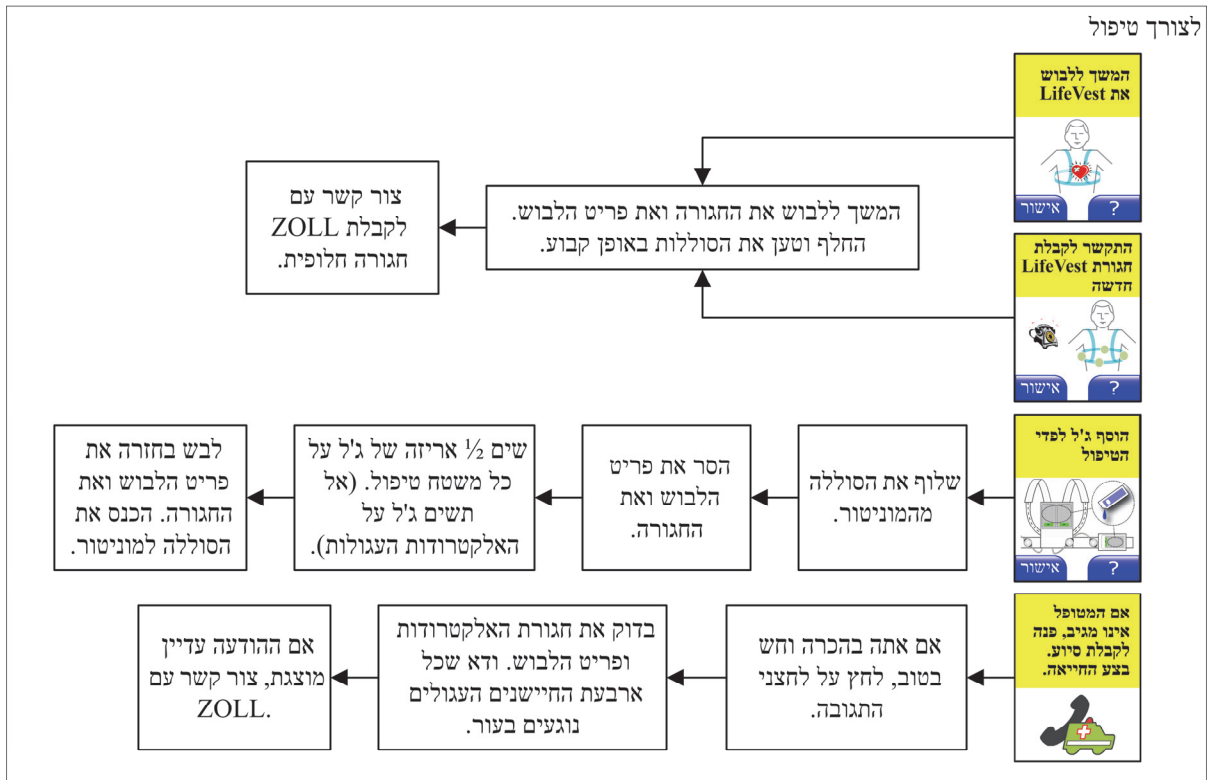 לצורך טיפול
המשך ללבוש
את LifeVest
?
אישור
המשך ללבוש את החגורה ואת פריט הלבוש.
החלף וטען את הסוללות באופן קבוע.
צור קשר עם
ZOLL לקבלת
חגורה חלופית.
התקשר לקבלת
חגורת LifeVest
חדשה
?
אישור
הוסף ג'ל לפדי
הטיפול
?
אישור
שלוף את הסוללה
מהמוניטור.
הסר את פריט
הלבוש ואת
החגורה.
שים ½ אריזה של ג'ל על
כל משטח טיפול. (אל
תשים ג'ל על
האלקטרודות העגולות).
לבש בחזרה את
פריט הלבוש ואת
החגורה. הכנס את
הסוללה למוניטור.
אם המטופל
אינו מגיב, פנה
לקבלת סיוע.
בצע החייאה.
אם אתה בהכרה וחש
בטוב, לחץ על לחצני
התגובה.
בדוק את חגורת האלקטרודות
ופריט הלבוש. ודא שכל
ארבעת החיישנים העגולים
נוגעים בעור.
אם ההודעה עדיין
מוצגת, צור קשר עם
ZOLL.